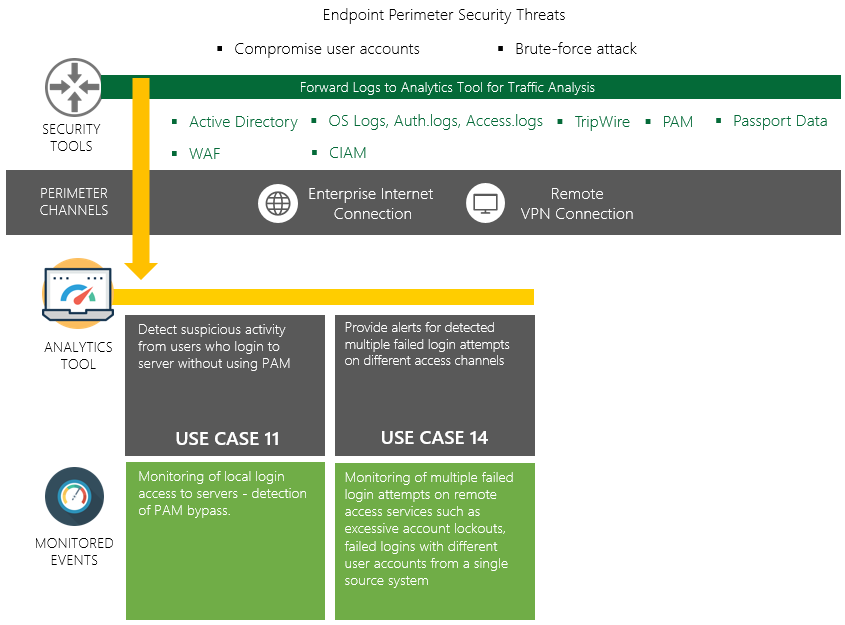 Endpoint Perimeter Security Threats
▪ Compromise user accounts ▪ Brute-force attack
Forward Logs to Analytics Tool for Traffic Analysis
SECURITY
TOOLS
▪ Active Directory ▪ OS Logs, Auth.logs, Access.logs ▪ TripWire ▪ PAM ▪ Passport Data
▪ WAF ▪ CIAM
PERIMETER
CHANNELS
Enterprise Internet
Connection
Remote
VPN Connection
ANALYTICS
TOOL
Detect suspicious activity
from users who login to
server without using PAM
USE CASE 11
Provide alerts for detected
multiple failed login attempts
on different access channels
USE CASE 14
MONITORED
EVENTS
Monitoring of local login
access to servers - detection
of PAM bypass.
Monitoring of multiple failed
login attempts on remote
access services such as
excessive account lockouts,
failed logins with different
user accounts from a single
source system